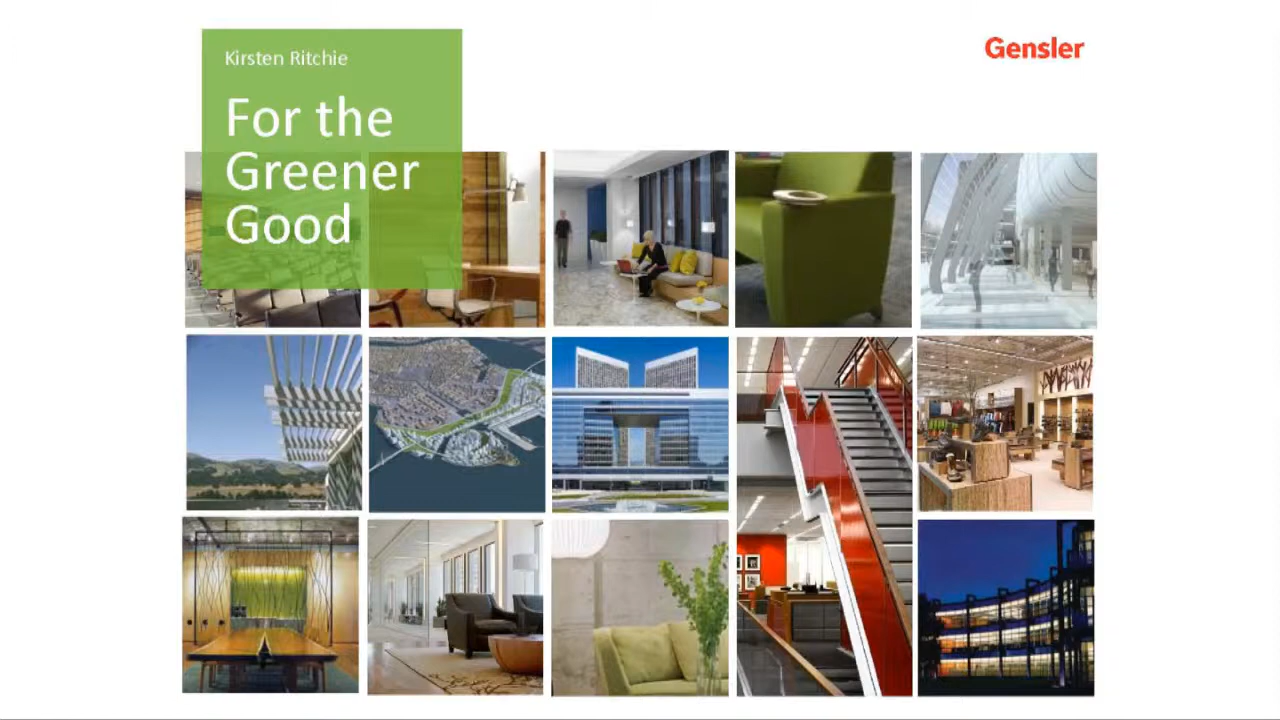 Kirsten Ritchie
Gensler
For the
Greener
Good